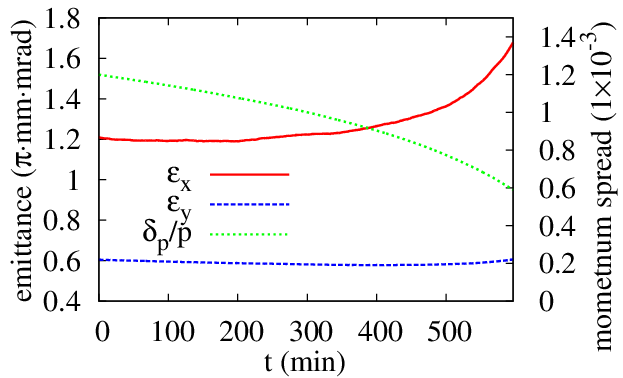 emittance (π·mm·mrad)
1.8
1.6
1.4
1.2
1
0.8
0.6
0.4
εx
εy
δp/p
0 100 200 300 400 500
t (min)
1.4
1.2
1
0.8
0.6
0.4
0.2
0
mometnum spread (1×10⁻³)